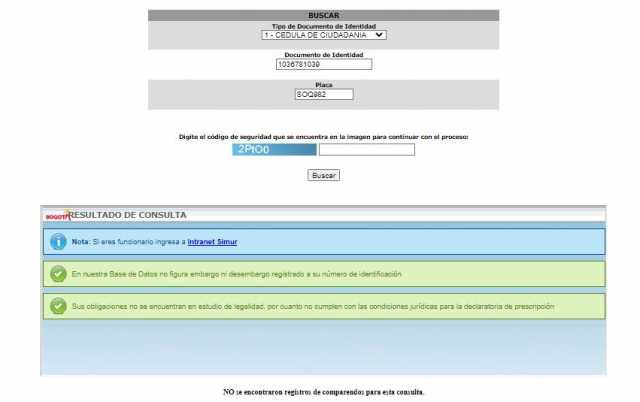 BUSCAR
Tipo de Documento de Identidad
1 - CEDULA DE CIUDADANIA
Documento de Identidad
1036781039
Placa
SOQ982
Digite el código de seguridad que se encuentra en la imagen para continuar con el proceso:
2PtO0
Buscar
BOGOTÁ RESULTADO DE CONSULTA
Nota: Si eres funcionario ingresa a Intranet Simur
En nuestra Base de Datos no figura embargo ni desembargo registrado a su número de identificación
Sus obligaciones no se encuentran en estudio de legalidad, por cuanto no cumplen con las condiciones jurídicas para la declaratoria de prescripción
NO se encontraron registros de comparendos para esta consulta.